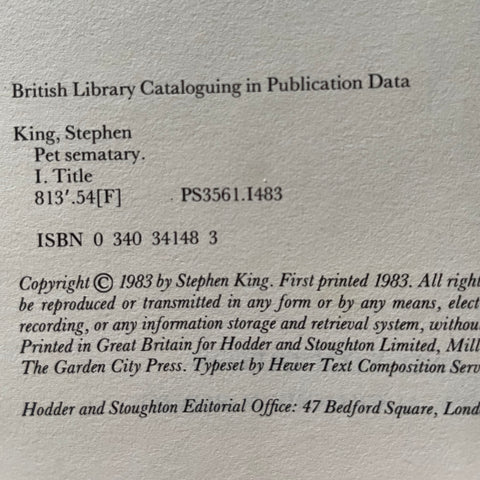 British Library Cataloguing in Publication Data
King, Stephen
Pet sematary.
I. Title
813'.54[F] PS3561.I483
ISBN 0 340 34148 3
Copyright © 1983 by Stephen King. First printed 1983. All right
be reproduced or transmitted in any form or by any means, elect
recording, or any information storage and retrieval system, withou
Printed in Great Britain for Hodder and Stoughton Limited, Mill
The Garden City Press. Typeset by Hewer Text Composition Serv
Hodder and Stoughton Editorial Office: 47 Bedford Square, Lond